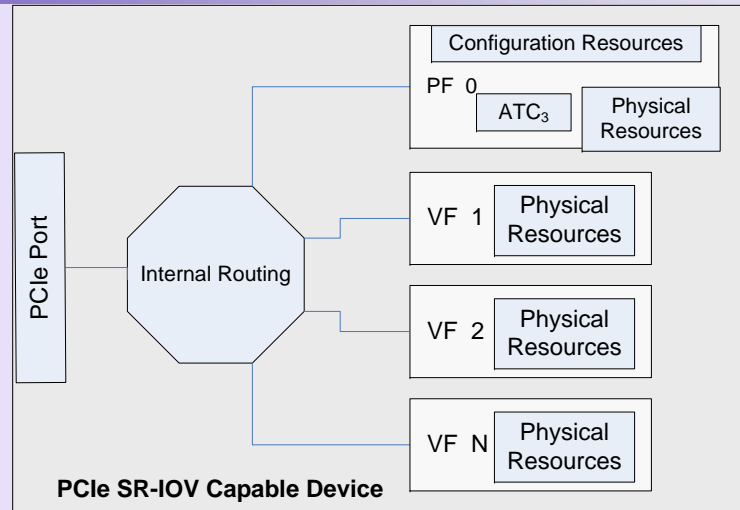 Configuration Resources
PF 0
ATC₃
Physical
Resources
VF 1
Physical
Resources
PCIe Port
Internal Routing
VF 2
Physical
Resources
VF N
Physical
Resources
PCIe SR-IOV Capable Device